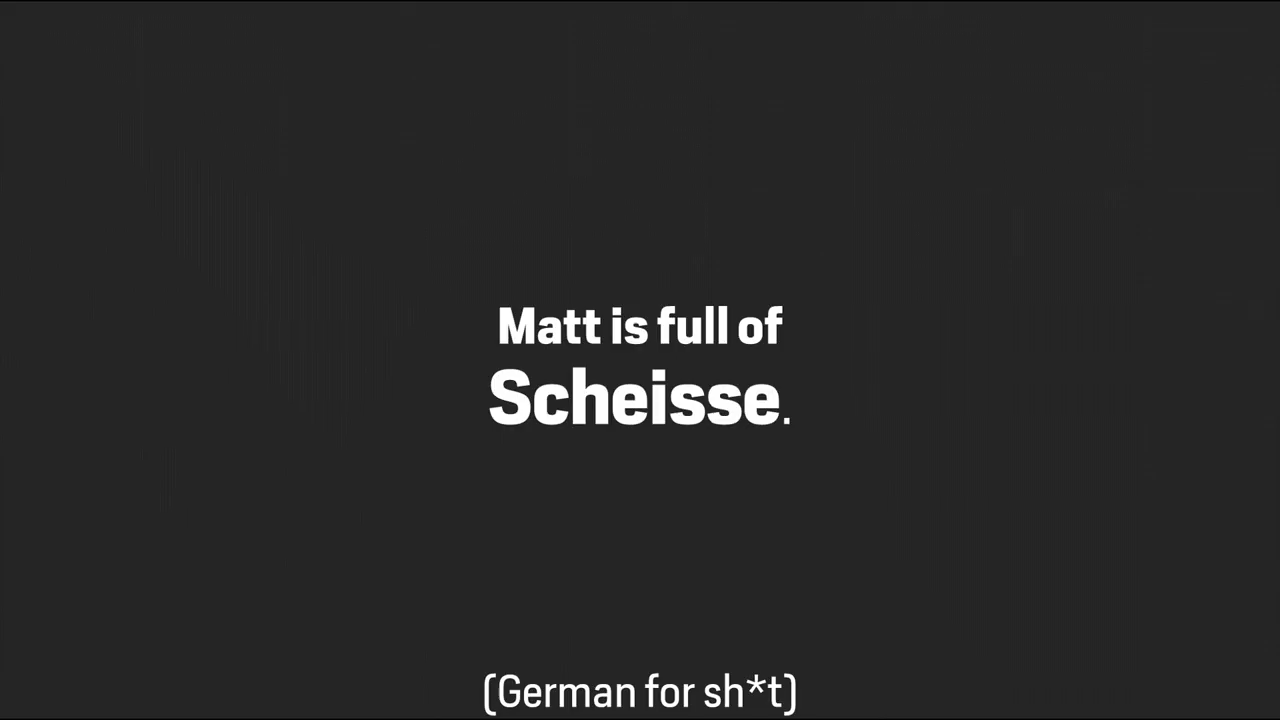 Matt is full of
Scheisse.
(German for sh*t)